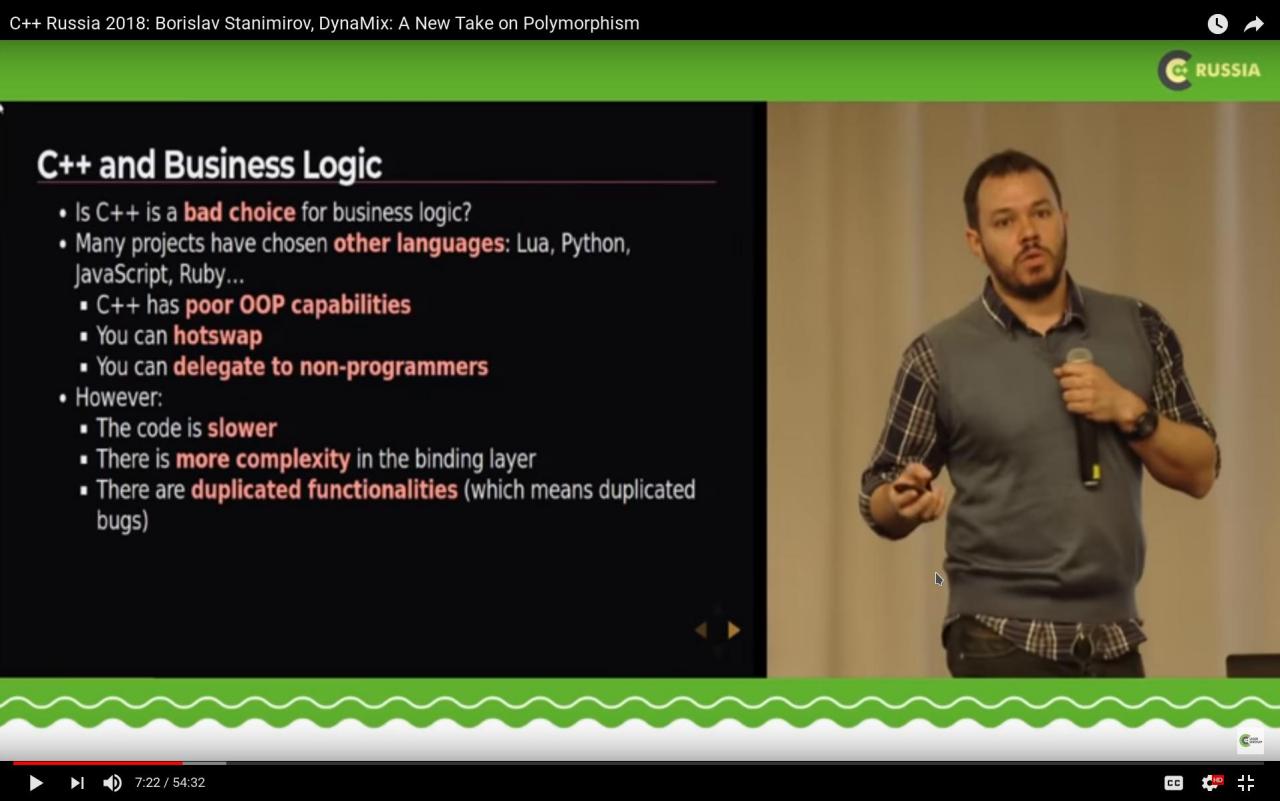 C++ Russia 2018: Borislav Stanimirov, DynaMix: A New Take on Polymorphism
C++ RUSSIA
C++ and Business Logic
• Is C++ is a bad choice for business logic?
• Many projects have chosen other languages: Lua, Python,
JavaScript, Ruby...
▪ C++ has poor OOP capabilities
▪ You can hotswap
▪ You can delegate to non-programmers
• However:
▪ The code is slower
▪ There is more complexity in the binding layer
▪ There are duplicated functionalities (which means duplicated
bugs)
7:22 / 54:32
CC
HD